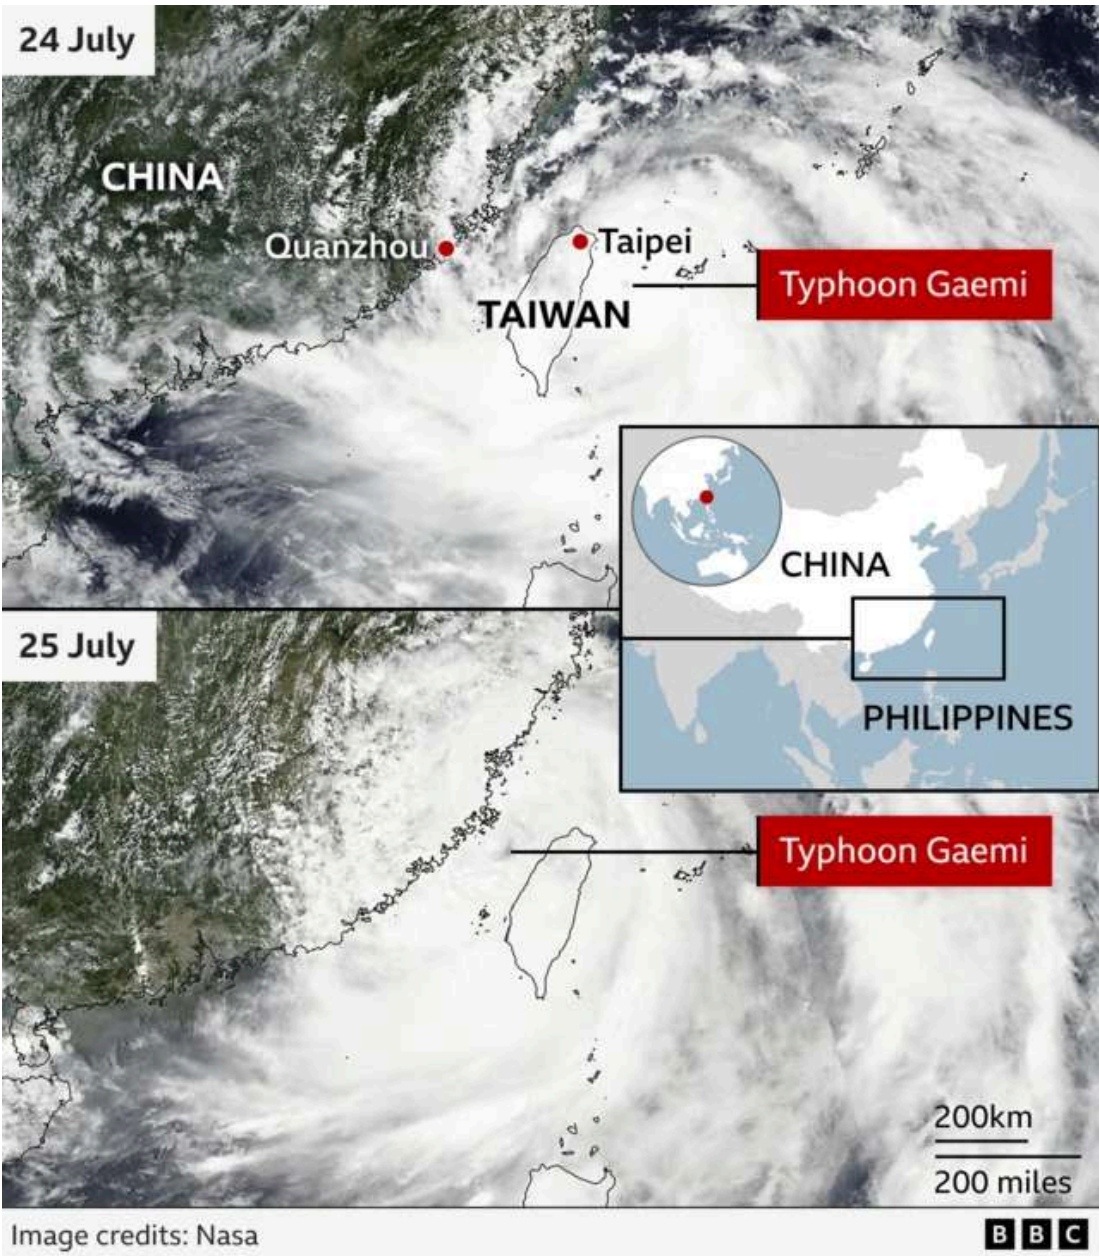 24 July
CHINA
Quanzhou
Taipei
Typhoon Gaemi
TAIWAN
CHINA
PHILIPPINES
25 July
Typhoon Gaemi
200km
200 miles
Image credits: Nasa
BBC